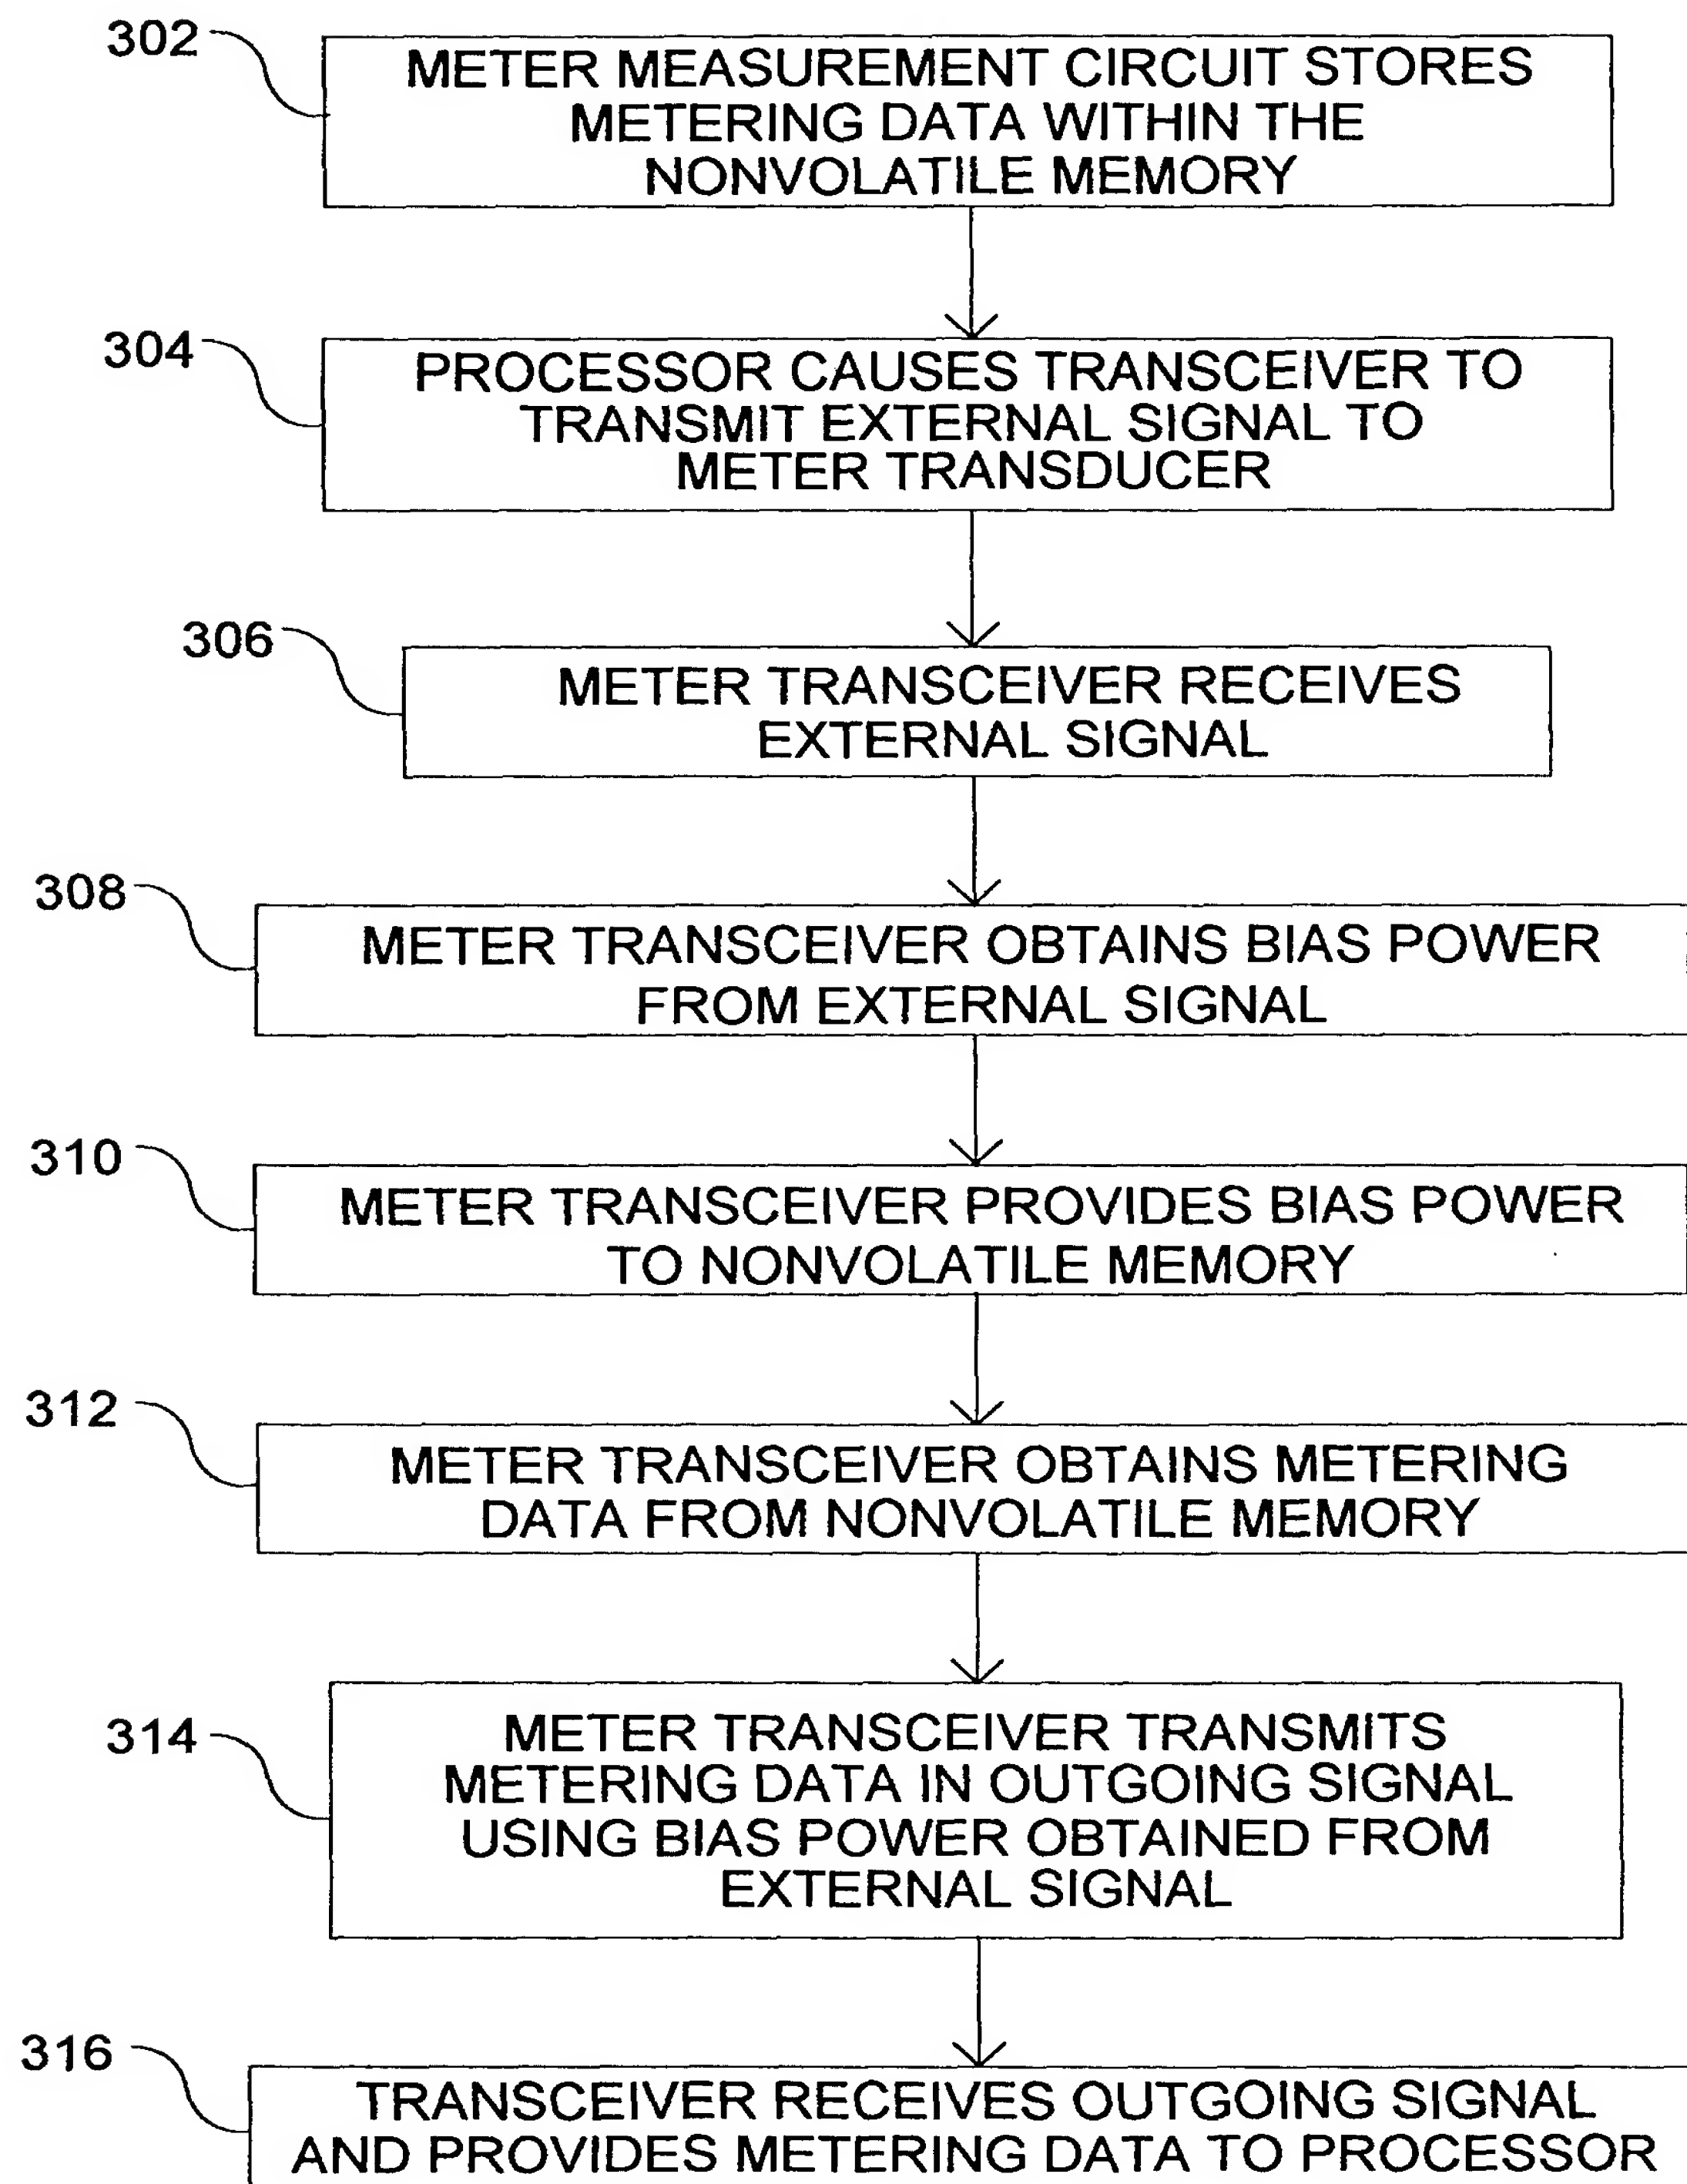 302
METER MEASUREMENT CIRCUIT STORES
METERING DATA WITHIN THE
NONVOLATILE MEMORY
304
PROCESSOR CAUSES TRANSCEIVER TO
TRANSMIT EXTERNAL SIGNAL TO
METER TRANSDUCER
306
METER TRANSCEIVER RECEIVES
EXTERNAL SIGNAL
308
METER TRANSCEIVER OBTAINS BIAS POWER
FROM EXTERNAL SIGNAL
310
METER TRANSCEIVER PROVIDES BIAS POWER
TO NONVOLATILE MEMORY
312
METER TRANSCEIVER OBTAINS METERING
DATA FROM NONVOLATILE MEMORY
314
METER TRANSCEIVER TRANSMITS
METERING DATA IN OUTGOING SIGNAL
USING BIAS POWER OBTAINED FROM
EXTERNAL SIGNAL
316
TRANSCEIVER RECEIVES OUTGOING SIGNAL
AND PROVIDES METERING DATA TO PROCESSOR